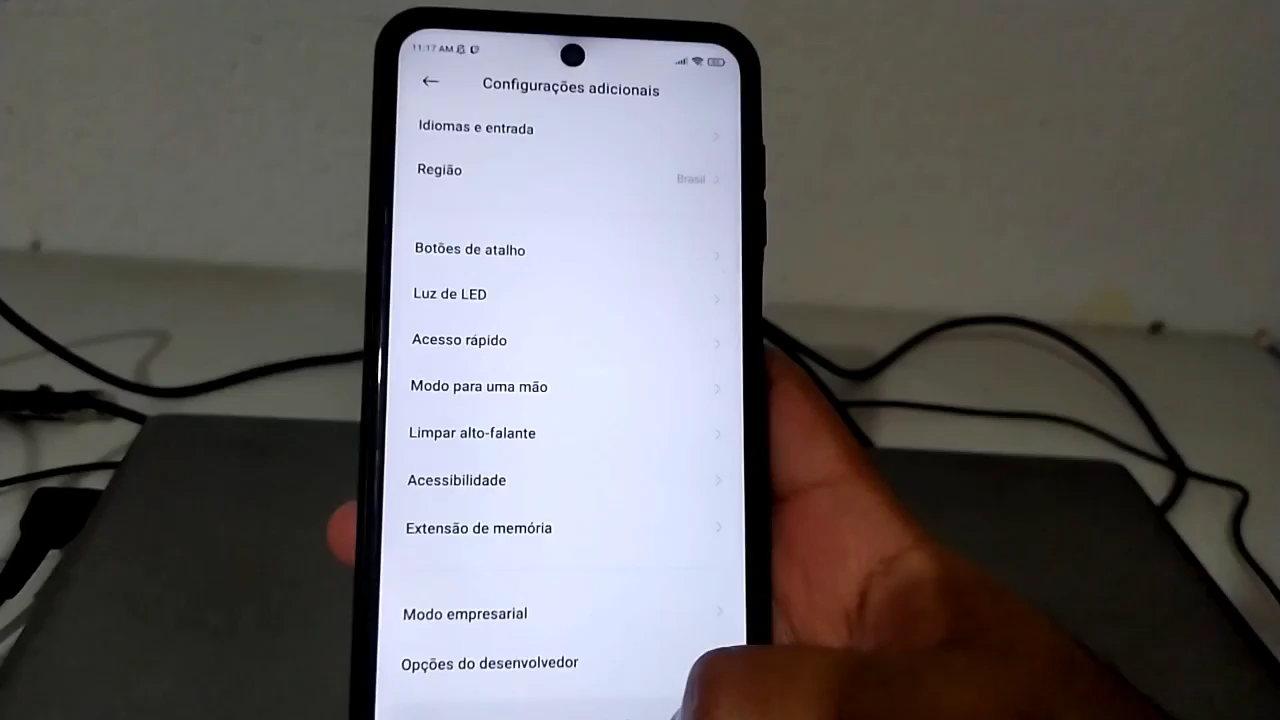 11:17 AM
Configurações adicionais
Idiomas e entrada
Região
Brasil
Botões de atalho
Luz de LED
Acesso rápido
Modo para uma mão
Limpar alto-falante
Acessibilidade
Extensão de memória
Modo empresarial
Opções do desenvolvedor